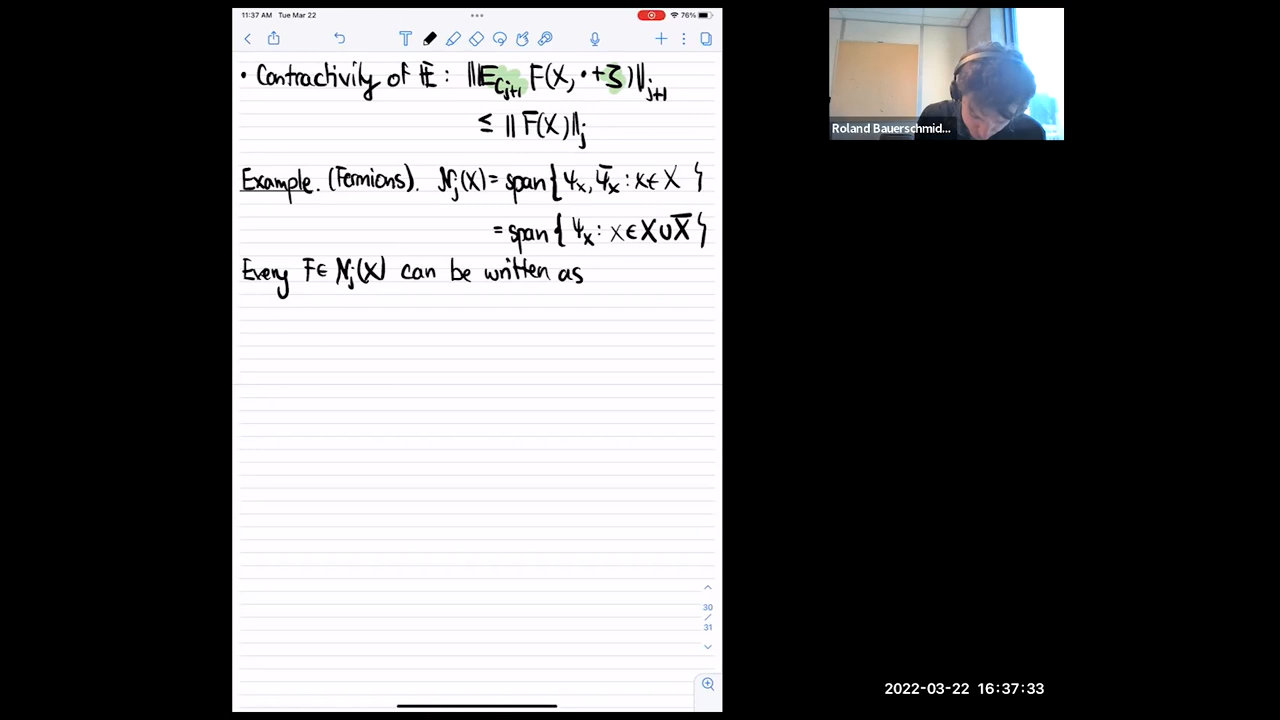 11:37 AM Tue Mar 22
76%
• Contractivity of 𝔼 : ‖𝔼_{C_{j+1}} F(X, · + ζ)‖_{j+1}
≤ ‖F(X)‖_j
Example. (Fermions). 𝒩_j(X) = span{ψ_x, ψ̄_x : x ∈ X}
= span{ψ_x : x ∈ X ∪ X̄}
Every F ∈ 𝒩_j(X) can be written as
30
/
31
Roland Bauerschmid...
2022-03-22 16:37:33